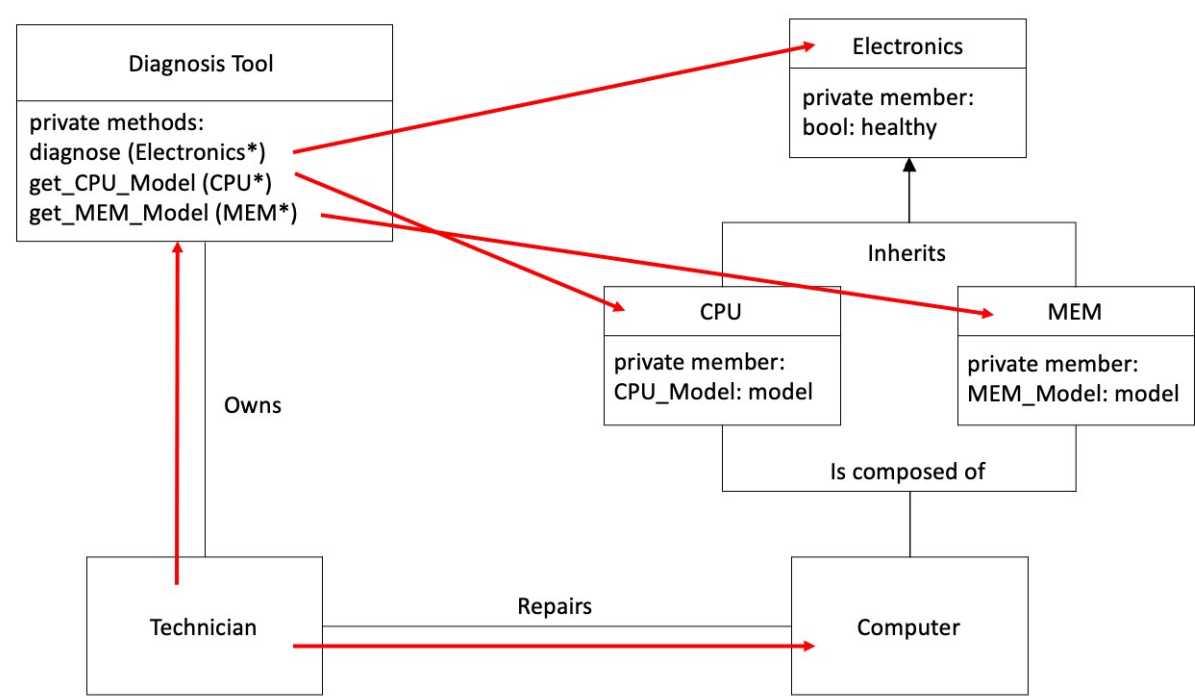 Diagnosis Tool
private methods:
diagnose (Electronics*)
get_CPU_Model (CPU*)
get_MEM_Model (MEM*)
Electronics
private member:
bool: healthy
Inherits
CPU
private member:
CPU_Model: model
MEM
private member:
MEM_Model: model
Owns
Is composed of
Technician
Repairs
Computer